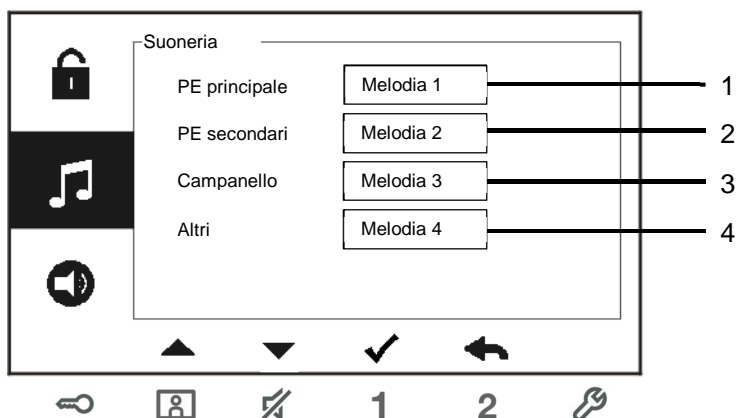 Suoneria
PE principale Melodia 1 1
PE secondari Melodia 2 2
Campanello Melodia 3 3
Altri Melodia 4 4
1 2